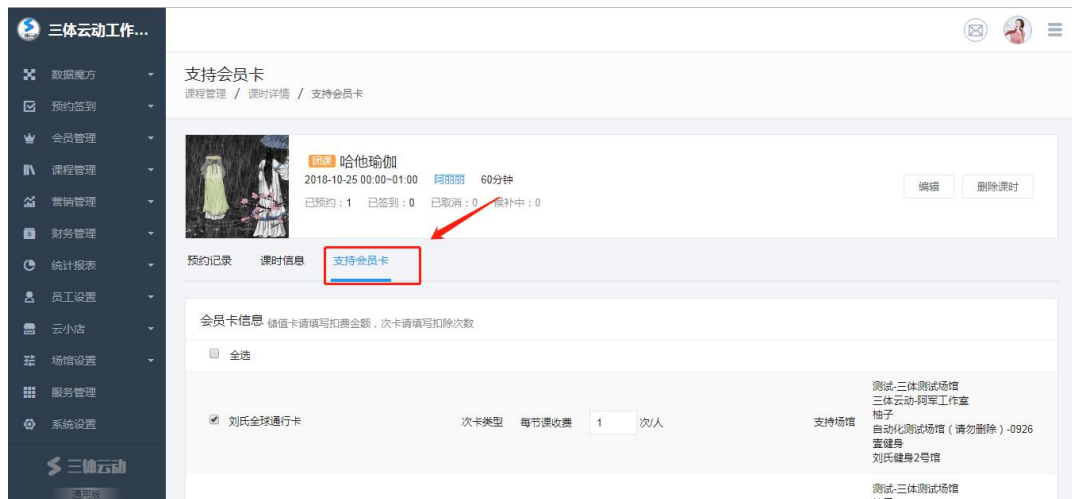 三体云动工作...
数据魔方
预约签到
会员管理
课程管理
营销管理
财务管理
统计报表
员工设置
云小店
场馆设置
服务管理
系统设置
三体云动
通用版
支持会员卡
课程管理 / 课时详情 / 支持会员卡
团课 哈他瑜伽
2018-10-25 00:00~01:00 阿丽丽 60分钟
已预约：1 已签到：0 已取消：0 候补中：0
编辑 删除课时
预约记录 课时信息 支持会员卡
会员卡信息 储值卡请填写扣费金额，次卡请填写扣除次数
全选
刘氏全球通行卡 次卡类型 每节课收费 1 次/人 支持场馆
测试-三体测试场馆
三体云动-阿军工作室
柚子
自动化测试场馆（请勿删除）-0926
壹健身
刘氏健身2号馆
测试-三体测试场馆